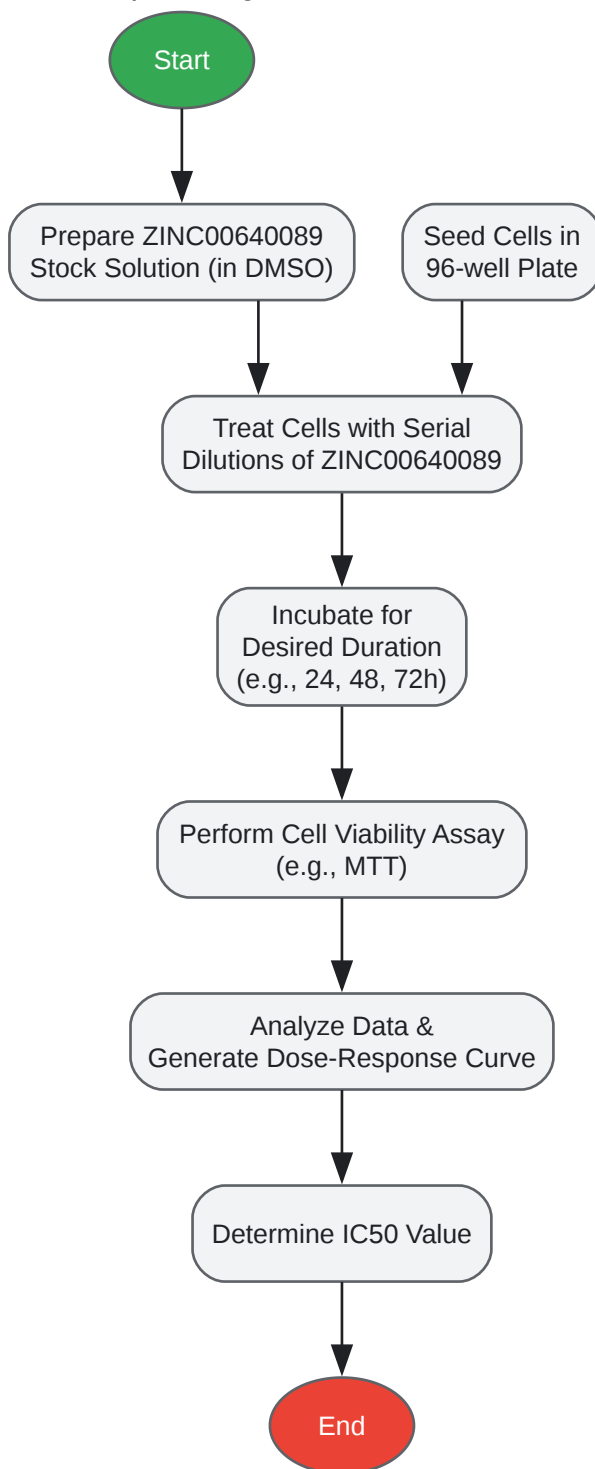 Start
Prepare ZINC00640089
Stock Solution (in DMSO)
Seed Cells in
96-well Plate
Treat Cells with Serial
Dilutions of ZINC00640089
Incubate for
Desired Duration
(e.g., 24, 48, 72h)
Perform Cell Viability Assay
(e.g., MTT)
Analyze Data &
Generate Dose-Response Curve
Determine IC50 Value
End